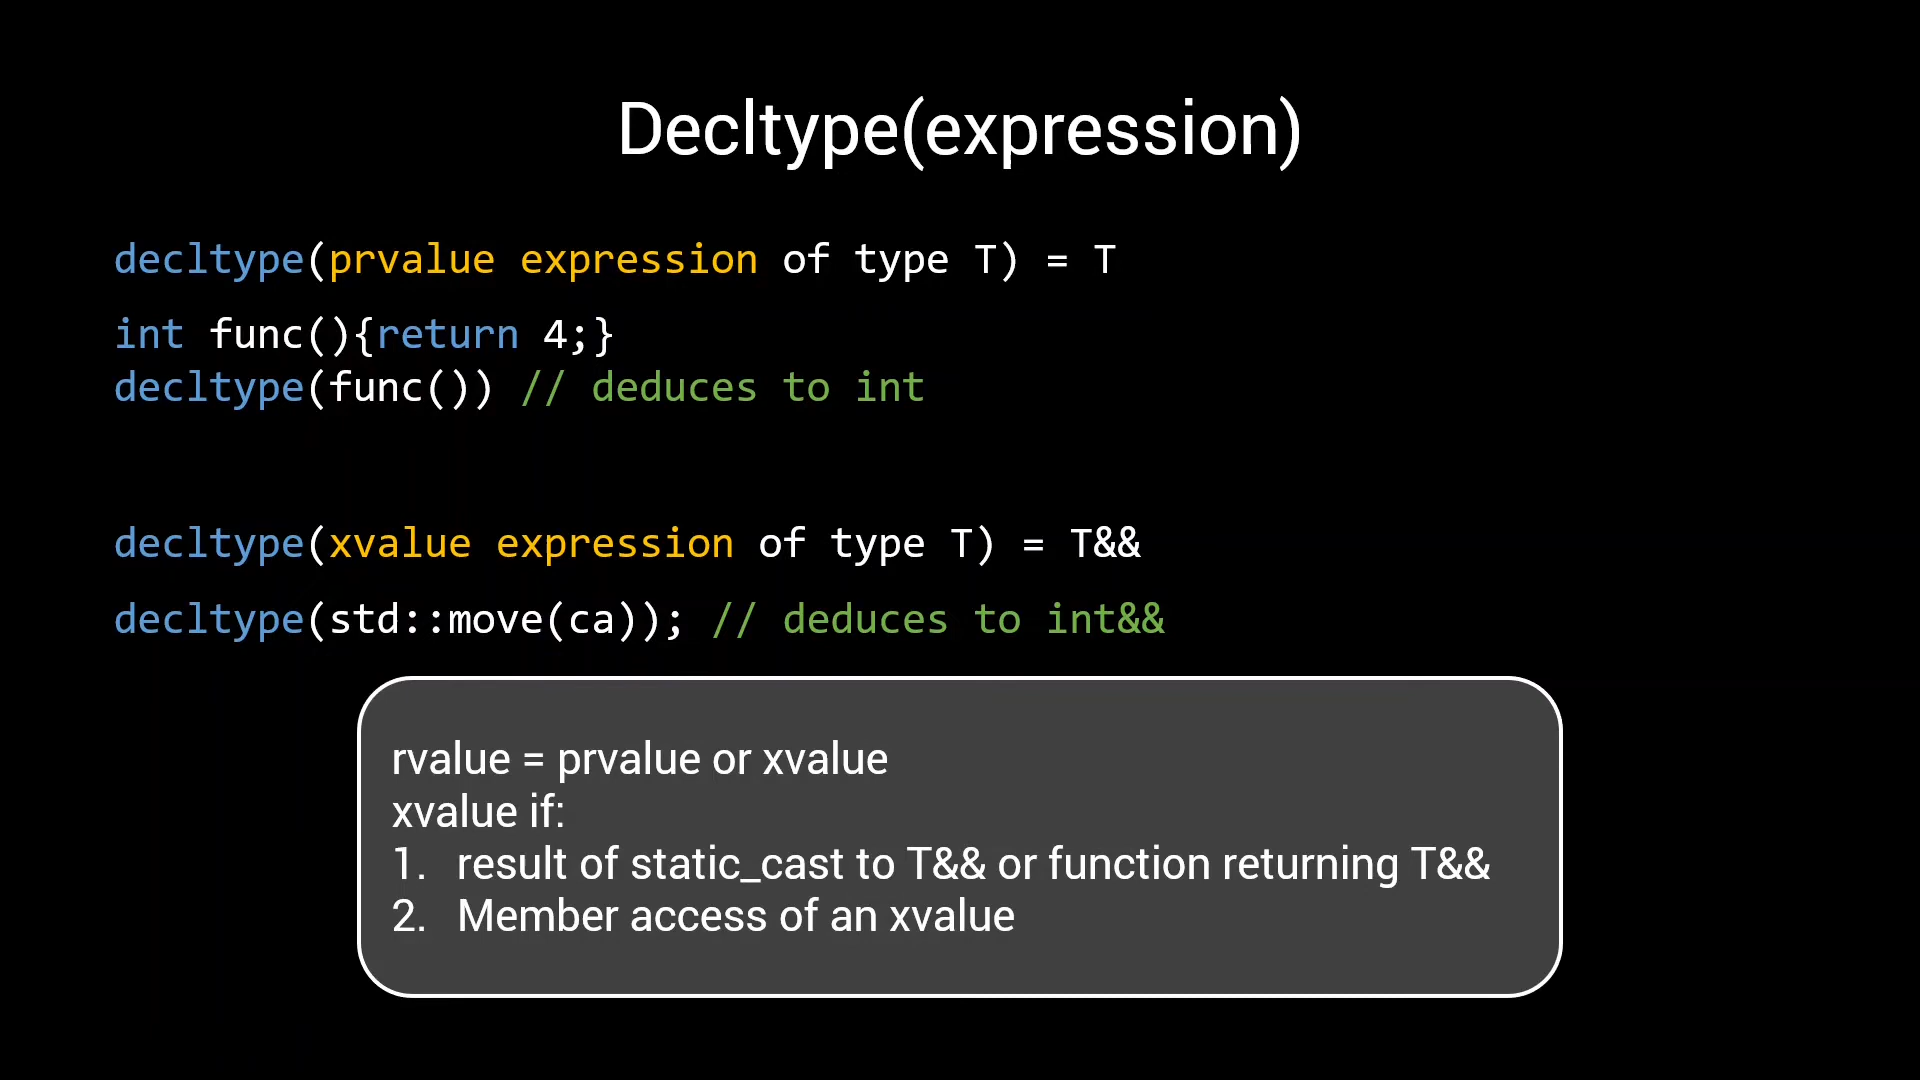 Decltype(expression)
decltype(prvalue expression of type T) = T
int func(){return 4;}
decltype(func()) // deduces to int
decltype(xvalue expression of type T) = T&&
decltype(std::move(ca)); // deduces to int&&
rvalue = prvalue or xvalue
xvalue if:
1. result of static_cast to T&& or function returning T&&
2. Member access of an xvalue